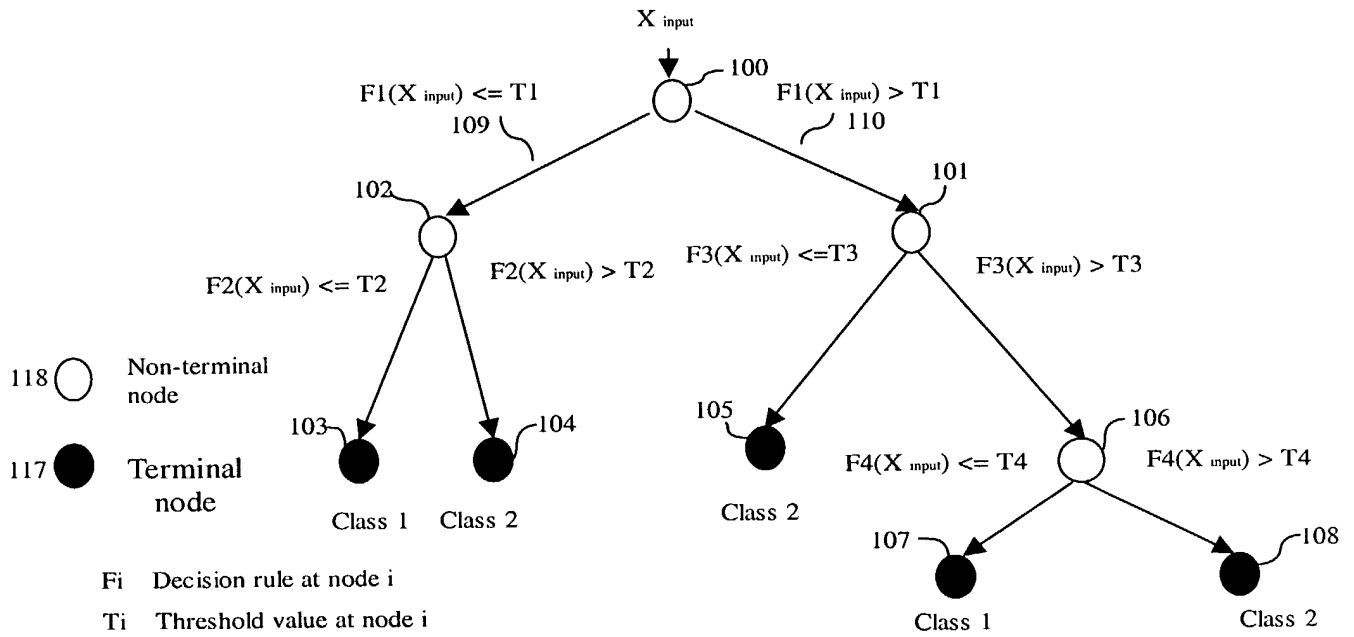 X input
100
F1(X input) <= T1
F1(X input) > T1
109
110
102
101
F2(X input) <= T2
F2(X input) > T2
F3(X input) <=T3
F3(X input) > T3
118
Non-terminal
node
103
104
105
106
117
Terminal
node
F4(X input) <= T4
F4(X input) > T4
Class 1
Class 2
Class 2
107
108
Fi Decision rule at node i
Ti Threshold value at node i
Class 1
Class 2